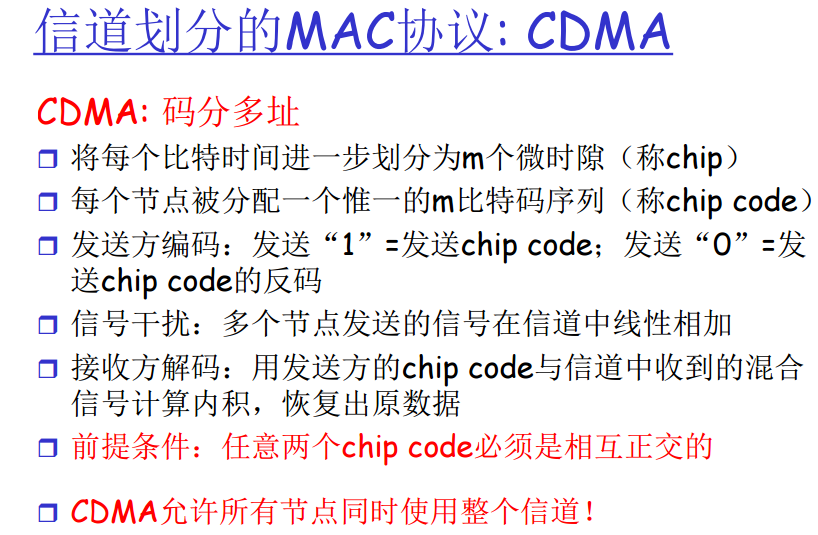 信道划分的MAC协议: CDMA
CDMA: 码分多址
将每个比特时间进一步划分为m个微时隙（称chip）
每个节点被分配一个惟一的m比特码序列（称chip code）
发送方编码：发送“1”=发送chip code；发送“0”=发
送chip code的反码
信号干扰：多个节点发送的信号在信道中线性相加
接收方解码：用发送方的chip code与信道中收到的混合
信号计算内积，恢复出原数据
前提条件：任意两个chip code必须是相互正交的
CDMA允许所有节点同时使用整个信道！